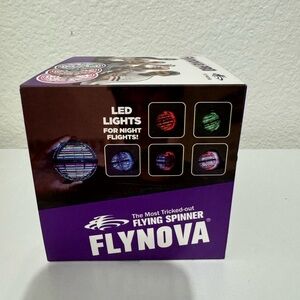 LED
LIGHTS
FOR NIGHT
FLIGHTS!
The Most Tricked-out
FLYING SPINNER
FLYNOVA®